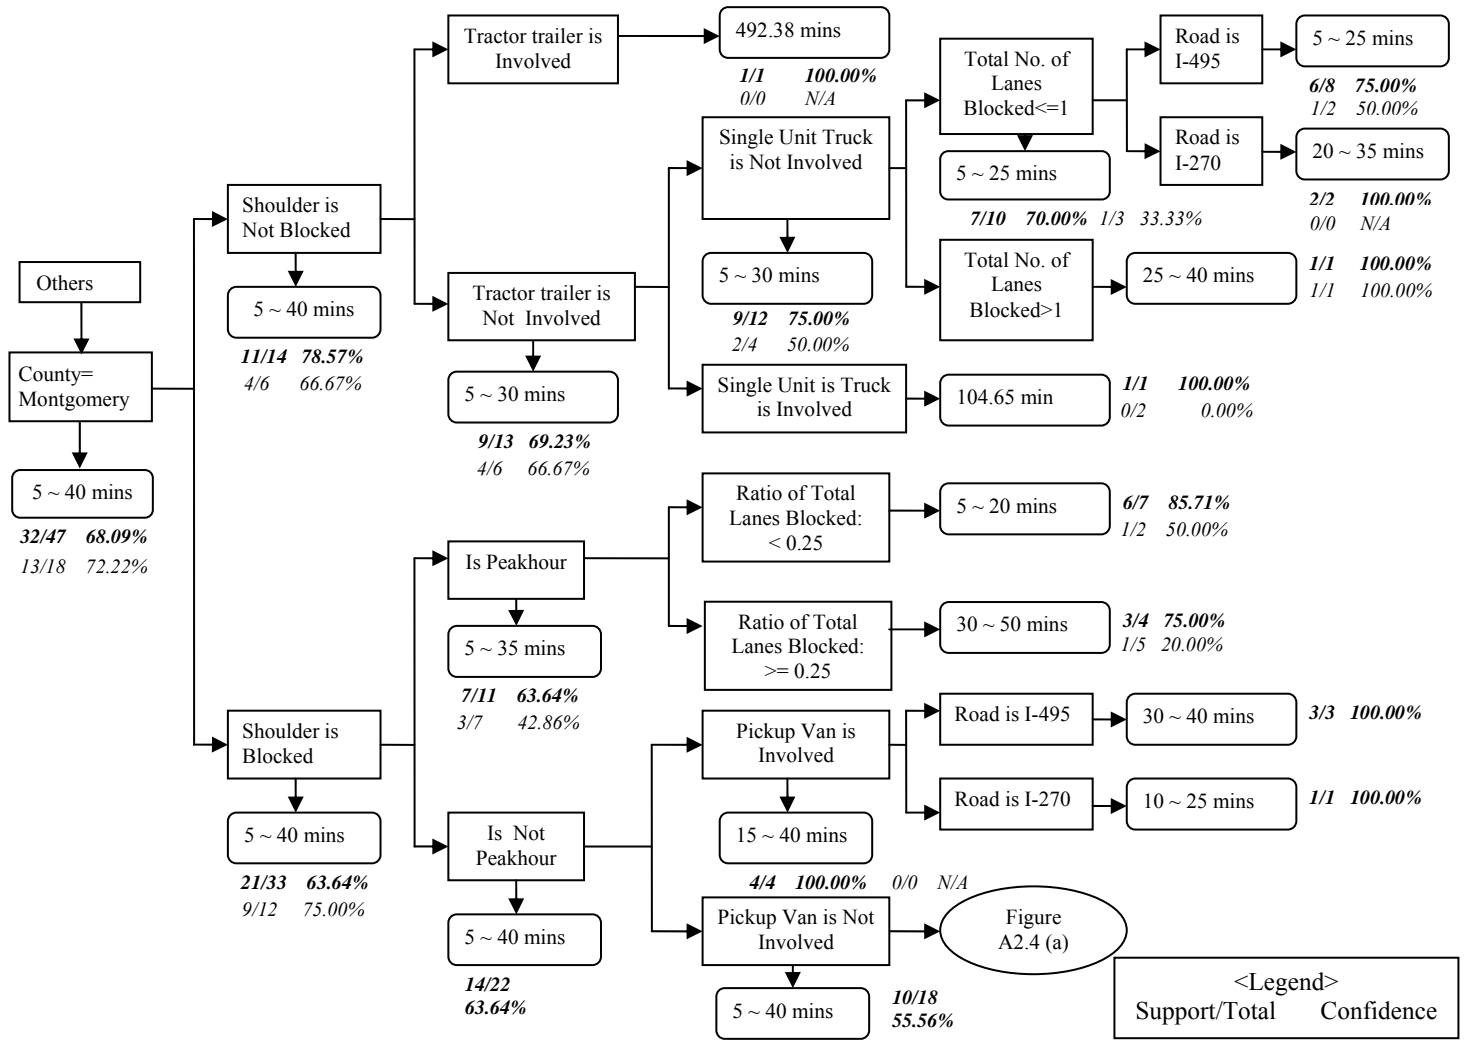 Others
County=
Montgomery
5 ~ 40 mins
32/47 68.09%
13/18 72.22%
Shoulder is
Not Blocked
5 ~ 40 mins
11/14 78.57%
4/6 66.67%
Shoulder is
Blocked
5 ~ 40 mins
21/33 63.64%
9/12 75.00%
Tractor trailer is
Involved
492.38 mins
1/1 100.00%
0/0 N/A
Tractor trailer is
Not Involved
5 ~ 30 mins
9/13 69.23%
4/6 66.67%
Single Unit Truck
is Not Involved
5 ~ 30 mins
9/12 75.00%
2/4 50.00%
Total No. of
Lanes
Blocked<=1
5 ~ 25 mins
7/10 70.00% 1/3 33.33%
Road is
I-495
5 ~ 25 mins
6/8 75.00%
1/2 50.00%
Road is
I-270
20 ~ 35 mins
2/2 100.00%
0/0 N/A
Total No. of
Lanes
Blocked>1
25 ~ 40 mins
1/1 100.00%
1/1 100.00%
Single Unit is Truck
is Involved
104.65 min
1/1 100.00%
0/2 0.00%
Is Peakhour
5 ~ 35 mins
7/11 63.64%
3/7 42.86%
Ratio of Total
Lanes Blocked:
< 0.25
5 ~ 20 mins
6/7 85.71%
1/2 50.00%
Ratio of Total
Lanes Blocked:
>= 0.25
30 ~ 50 mins
3/4 75.00%
1/5 20.00%
Is Not
Peakhour
5 ~ 40 mins
14/22
63.64%
Pickup Van is
Involved
15 ~ 40 mins
4/4 100.00% 0/0 N/A
Road is I-495
30 ~ 40 mins
3/3 100.00%
Road is I-270
10 ~ 25 mins
1/1 100.00%
Pickup Van is Not
Involved
5 ~ 40 mins
10/18
55.56%
Figure
A2.4 (a)
<Legend>
Support/Total Confidence